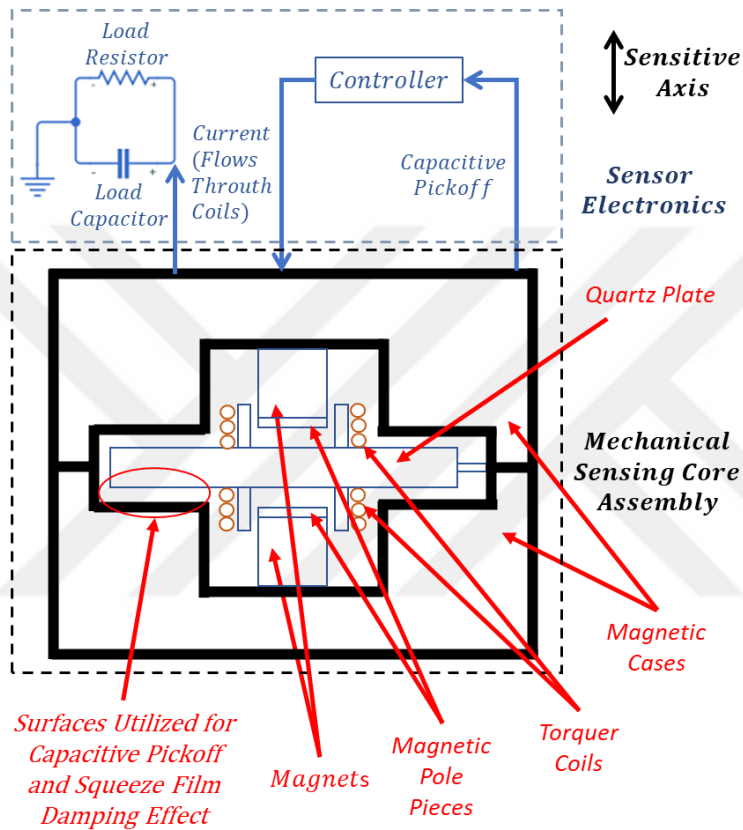 Load
Resistor
-
+
-
+
Load
Capacitor
Current
(Flows
Throuth
Coils)
Controller
Capacitive
Pickoff
Sensitive
Axis
Sensor
Electronics
Quartz Plate
Mechanical
Sensing Core
Assembly
Magnetic
Cases
Torquer
Coils
Magnetic
Pole
Pieces
Magnets
Surfaces Utilized for
Capacitive Pickoff
and Squeeze Film
Damping Effect